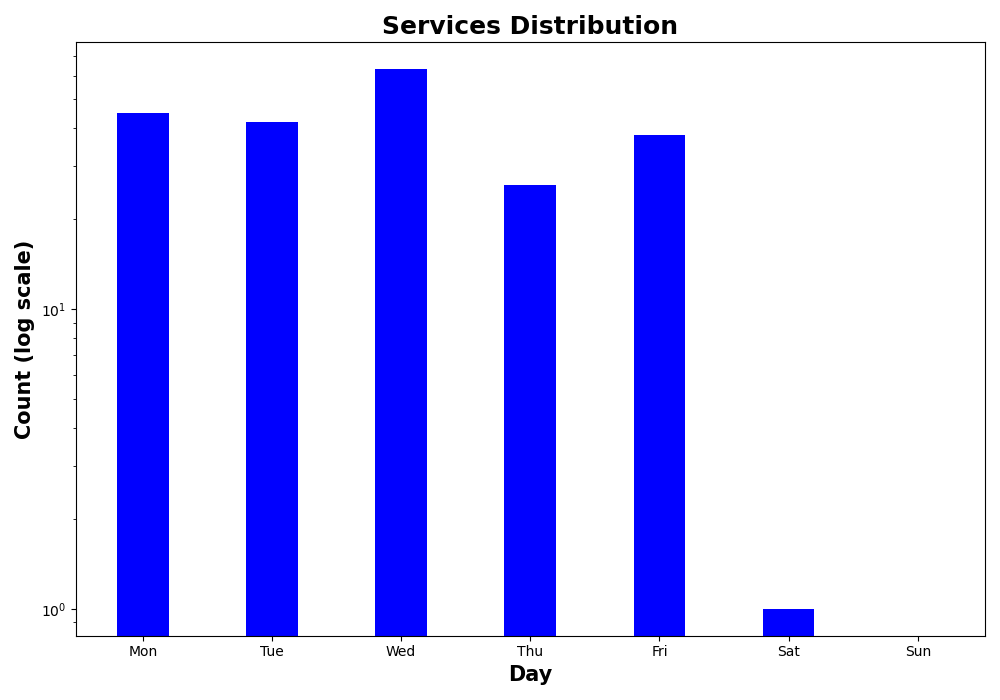 Services Distribution
Count (log scale)
10¹
10⁰
Mon Tue Wed Thu Fri Sat Sun
Day